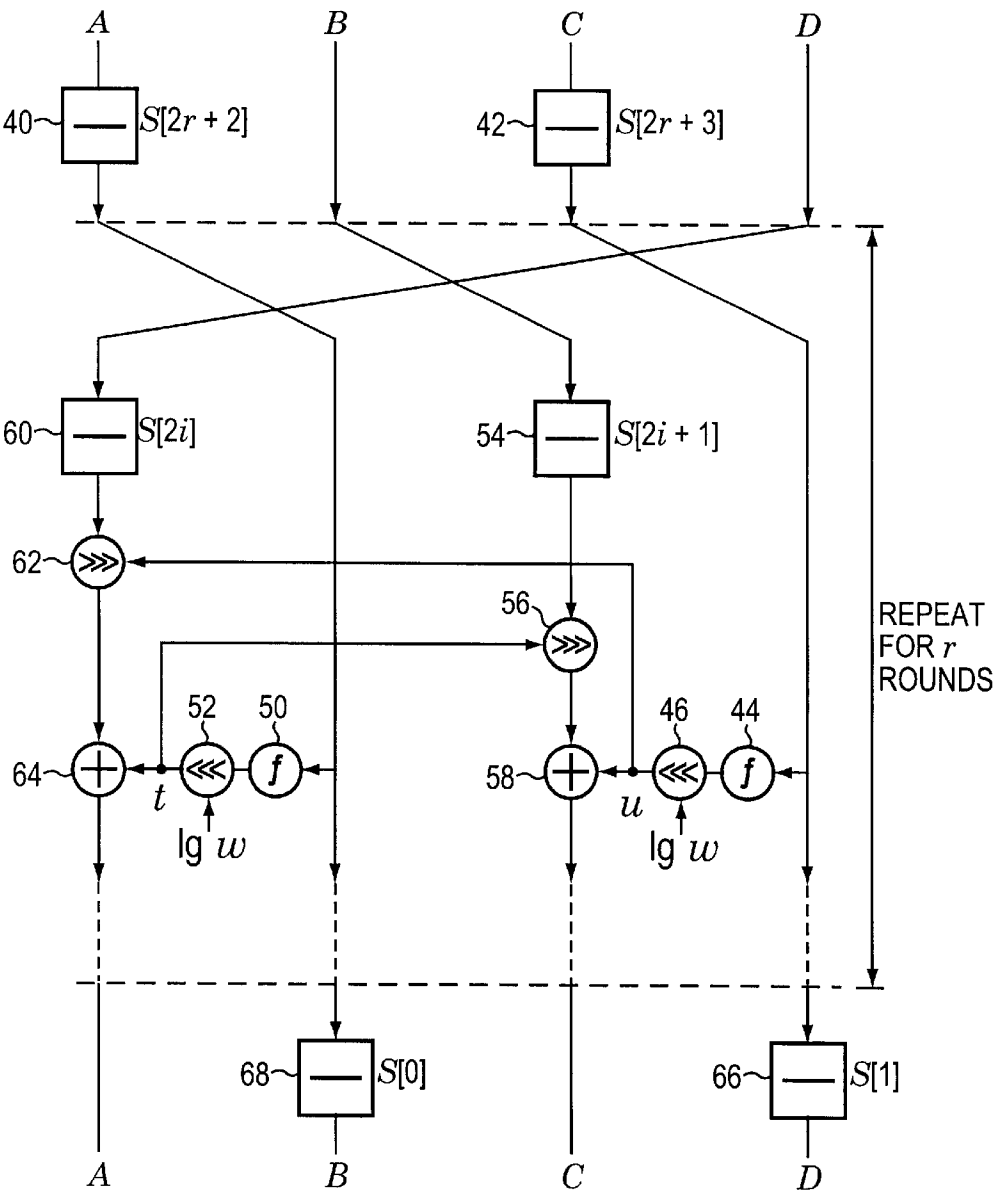 A B C D
40 S[2r + 2] 42 S[2r + 3]
60 S[2i] 54 S[2i + 1]
62 >>>
56 >>>
REPEAT
FOR r
ROUNDS
52 50 46 44
64 + t <<< f 58 + u <<< f
lg w lg w
68 S[0] 66 S[1]
A B C D